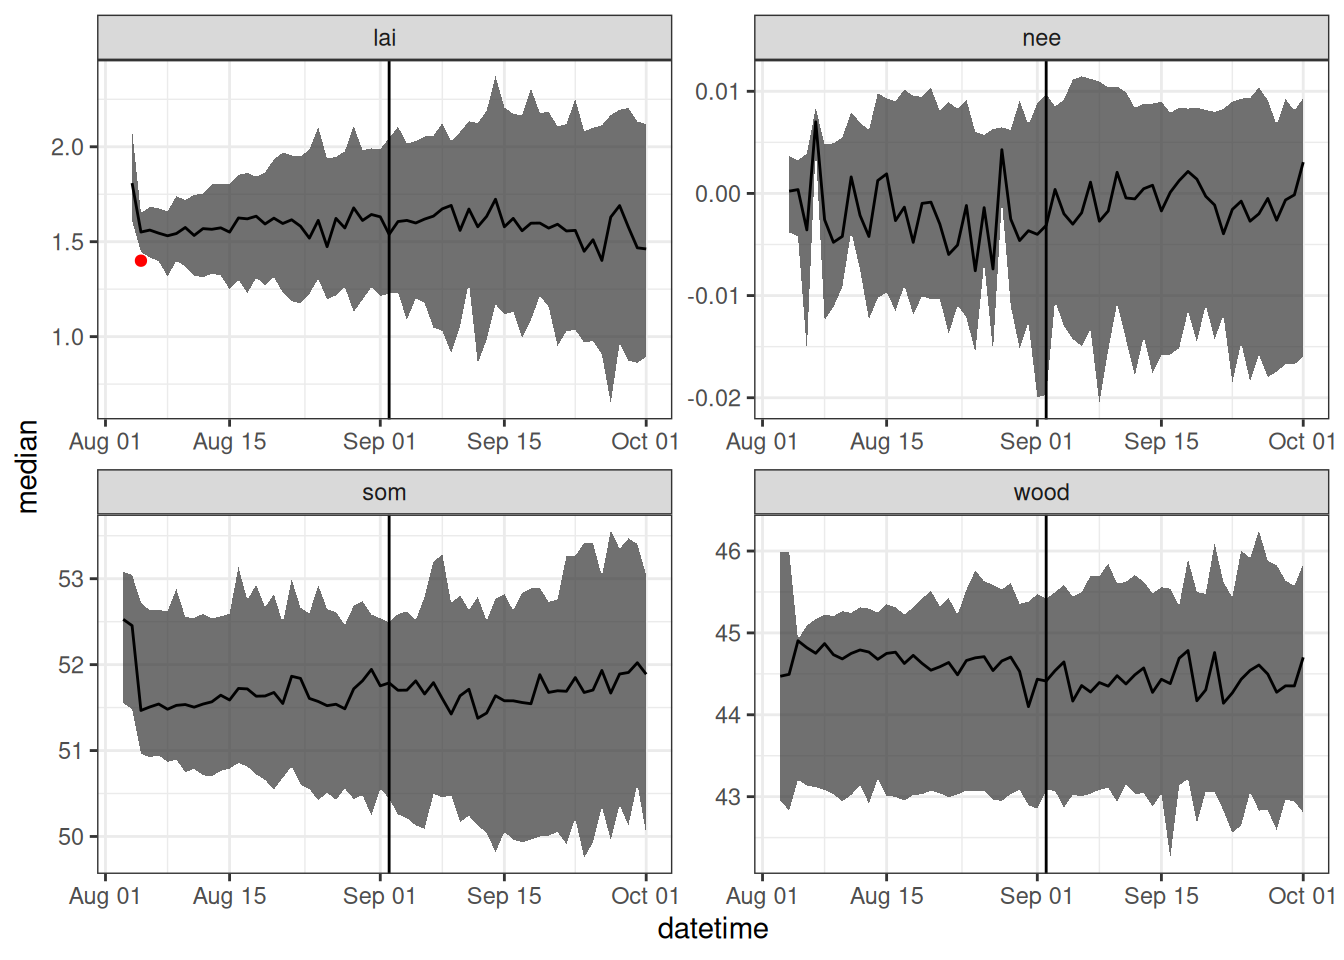 lai
nee
2.0
1.5
1.0
0.01
0.00
-0.01
-0.02
Aug 01 Aug 15 Sep 01 Sep 15 Oct 01
Aug 01 Aug 15 Sep 01 Sep 15 Oct 01
median
som
wood
53
52
51
50
46
45
44
43
Aug 01 Aug 15 Sep 01 Sep 15 Oct 01
Aug 01 Aug 15 Sep 01 Sep 15 Oct 01
datetime